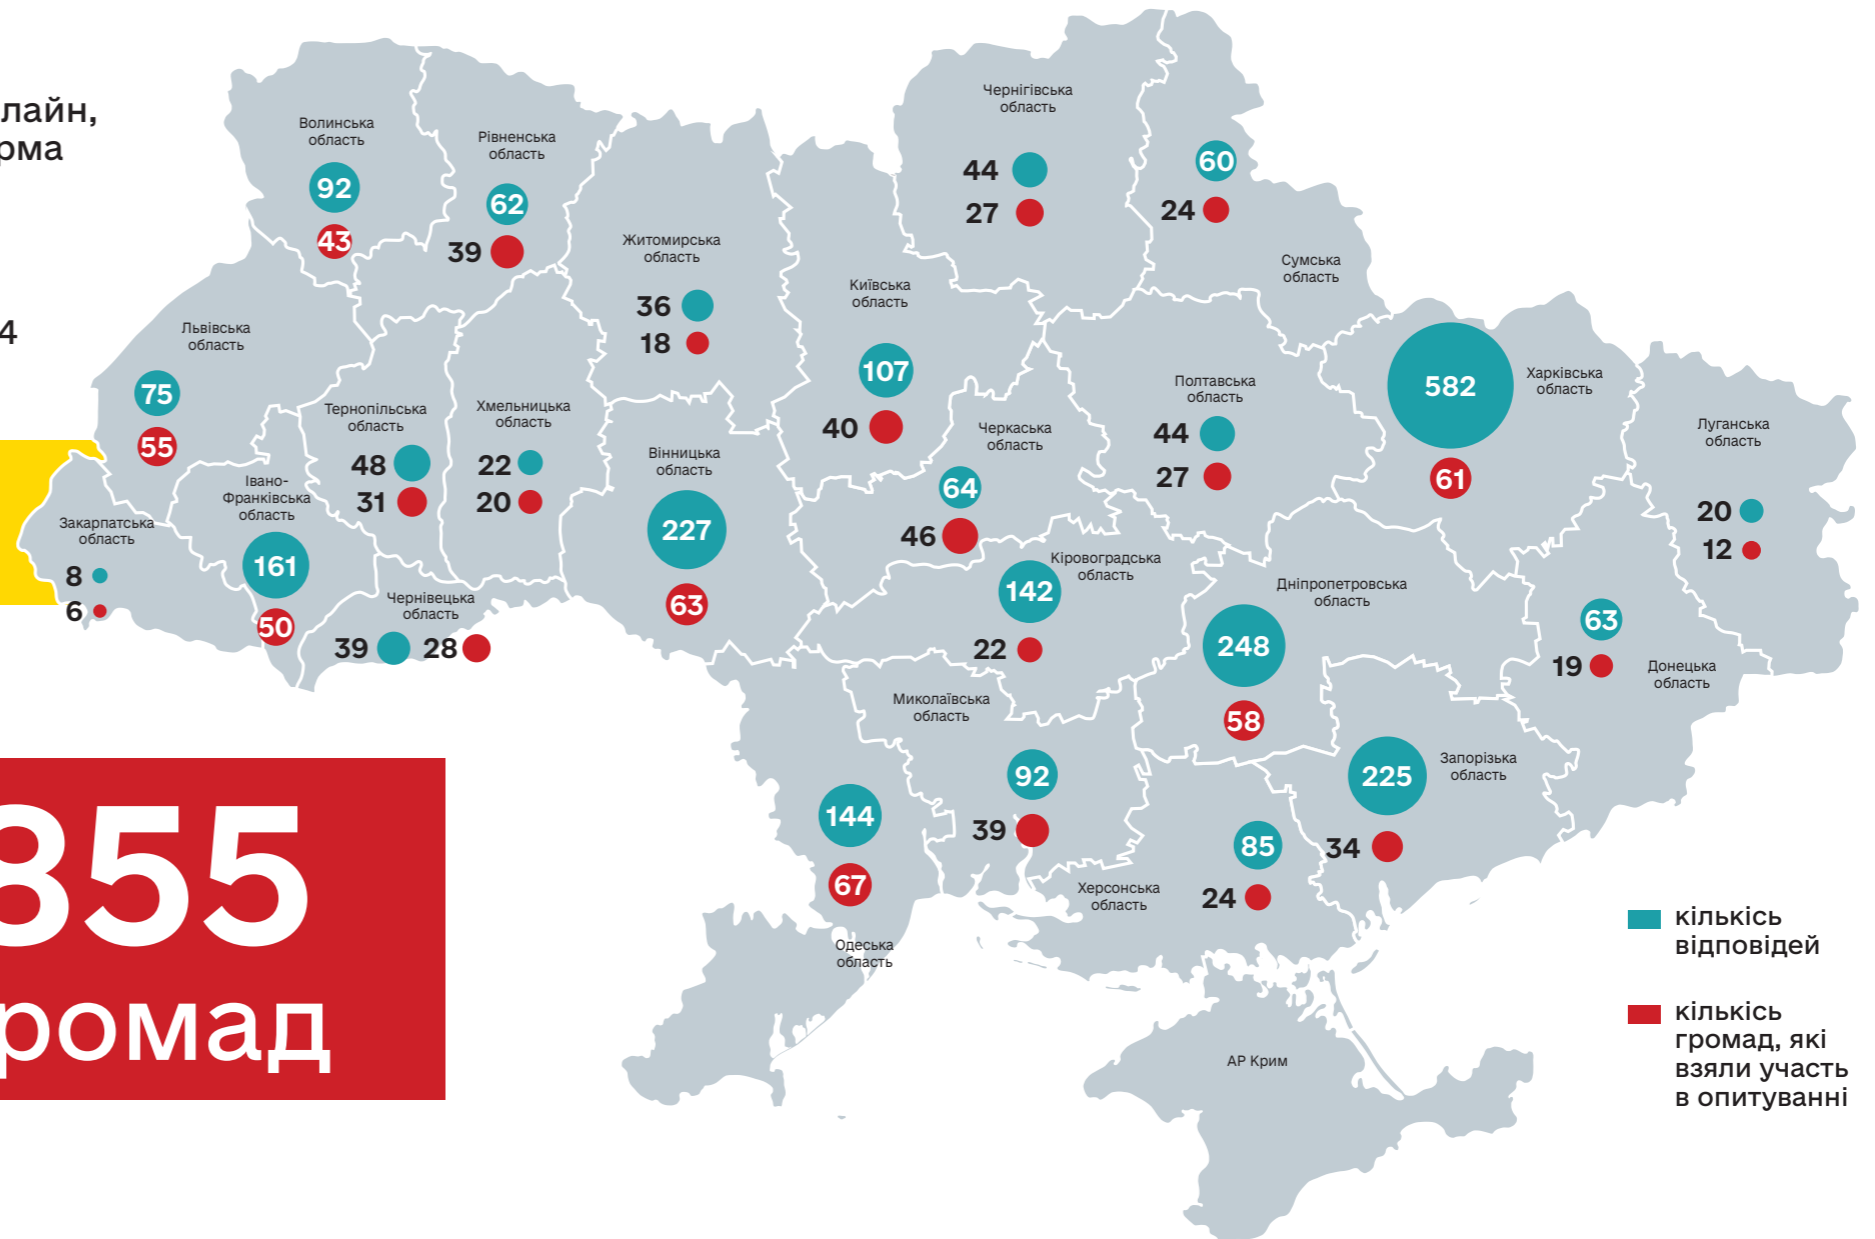 лайн,
рма
4
855
ромад
Волинська
область
92
43
Рівненська
область
62
39
Житомирська
область
36
18
Київська
область
107
40
Чернігівська
область
44
27
60
24
Сумська
область
Львівська
область
75
55
Тернопільська
область
48
31
Хмельницька
область
22
20
Вінницька
область
227
63
Черкаська
область
64
46
Полтавська
область
44
27
Харківська
область
582
61
Луганська
область
20
12
Закарпатська
область
8
6
Івано-
Франківська
область
161
50
Чернівецька
область
39
28
Кіровоградська
область
142
22
Дніпропетровська
область
248
58
63
19
Донецька
область
Миколаївська
область
92
39
Запорізька
область
225
34
144
67
Одеська
область
Херсонська
область
85
24
АР Крим
кількісь
відповідей
кількісь
громад, які
взяли участь
в опитуванні